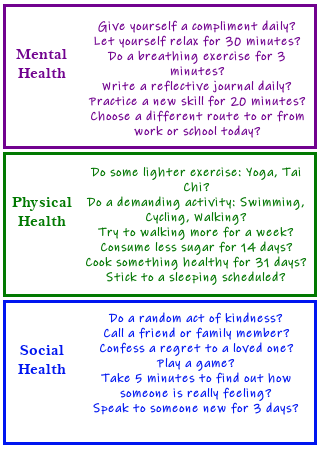 Mental
Health
Give yourself a compliment daily?
Let yourself relax for 30 minutes?
Do a breathing exercise for 3
minutes?
Write a reflective journal daily?
Practice a new skill for 20 minutes?
Choose a different route to or from
work or school today?
Physical
Health
Do some lighter exercise: Yoga, Tai
Chi?
Do a demanding activity: Swimming,
Cycling, Walking?
Try to walking more for a week?
Consume less sugar for 14 days?
Cook something healthy for 31 days?
Stick to a sleeping scheduled?
Social
Health
Do a random act of kindness?
Call a friend or family member?
Confess a regret to a loved one?
Play a game?
Take 5 minutes to find out how
someone is really feeling?
Speak to someone new for 3 days?